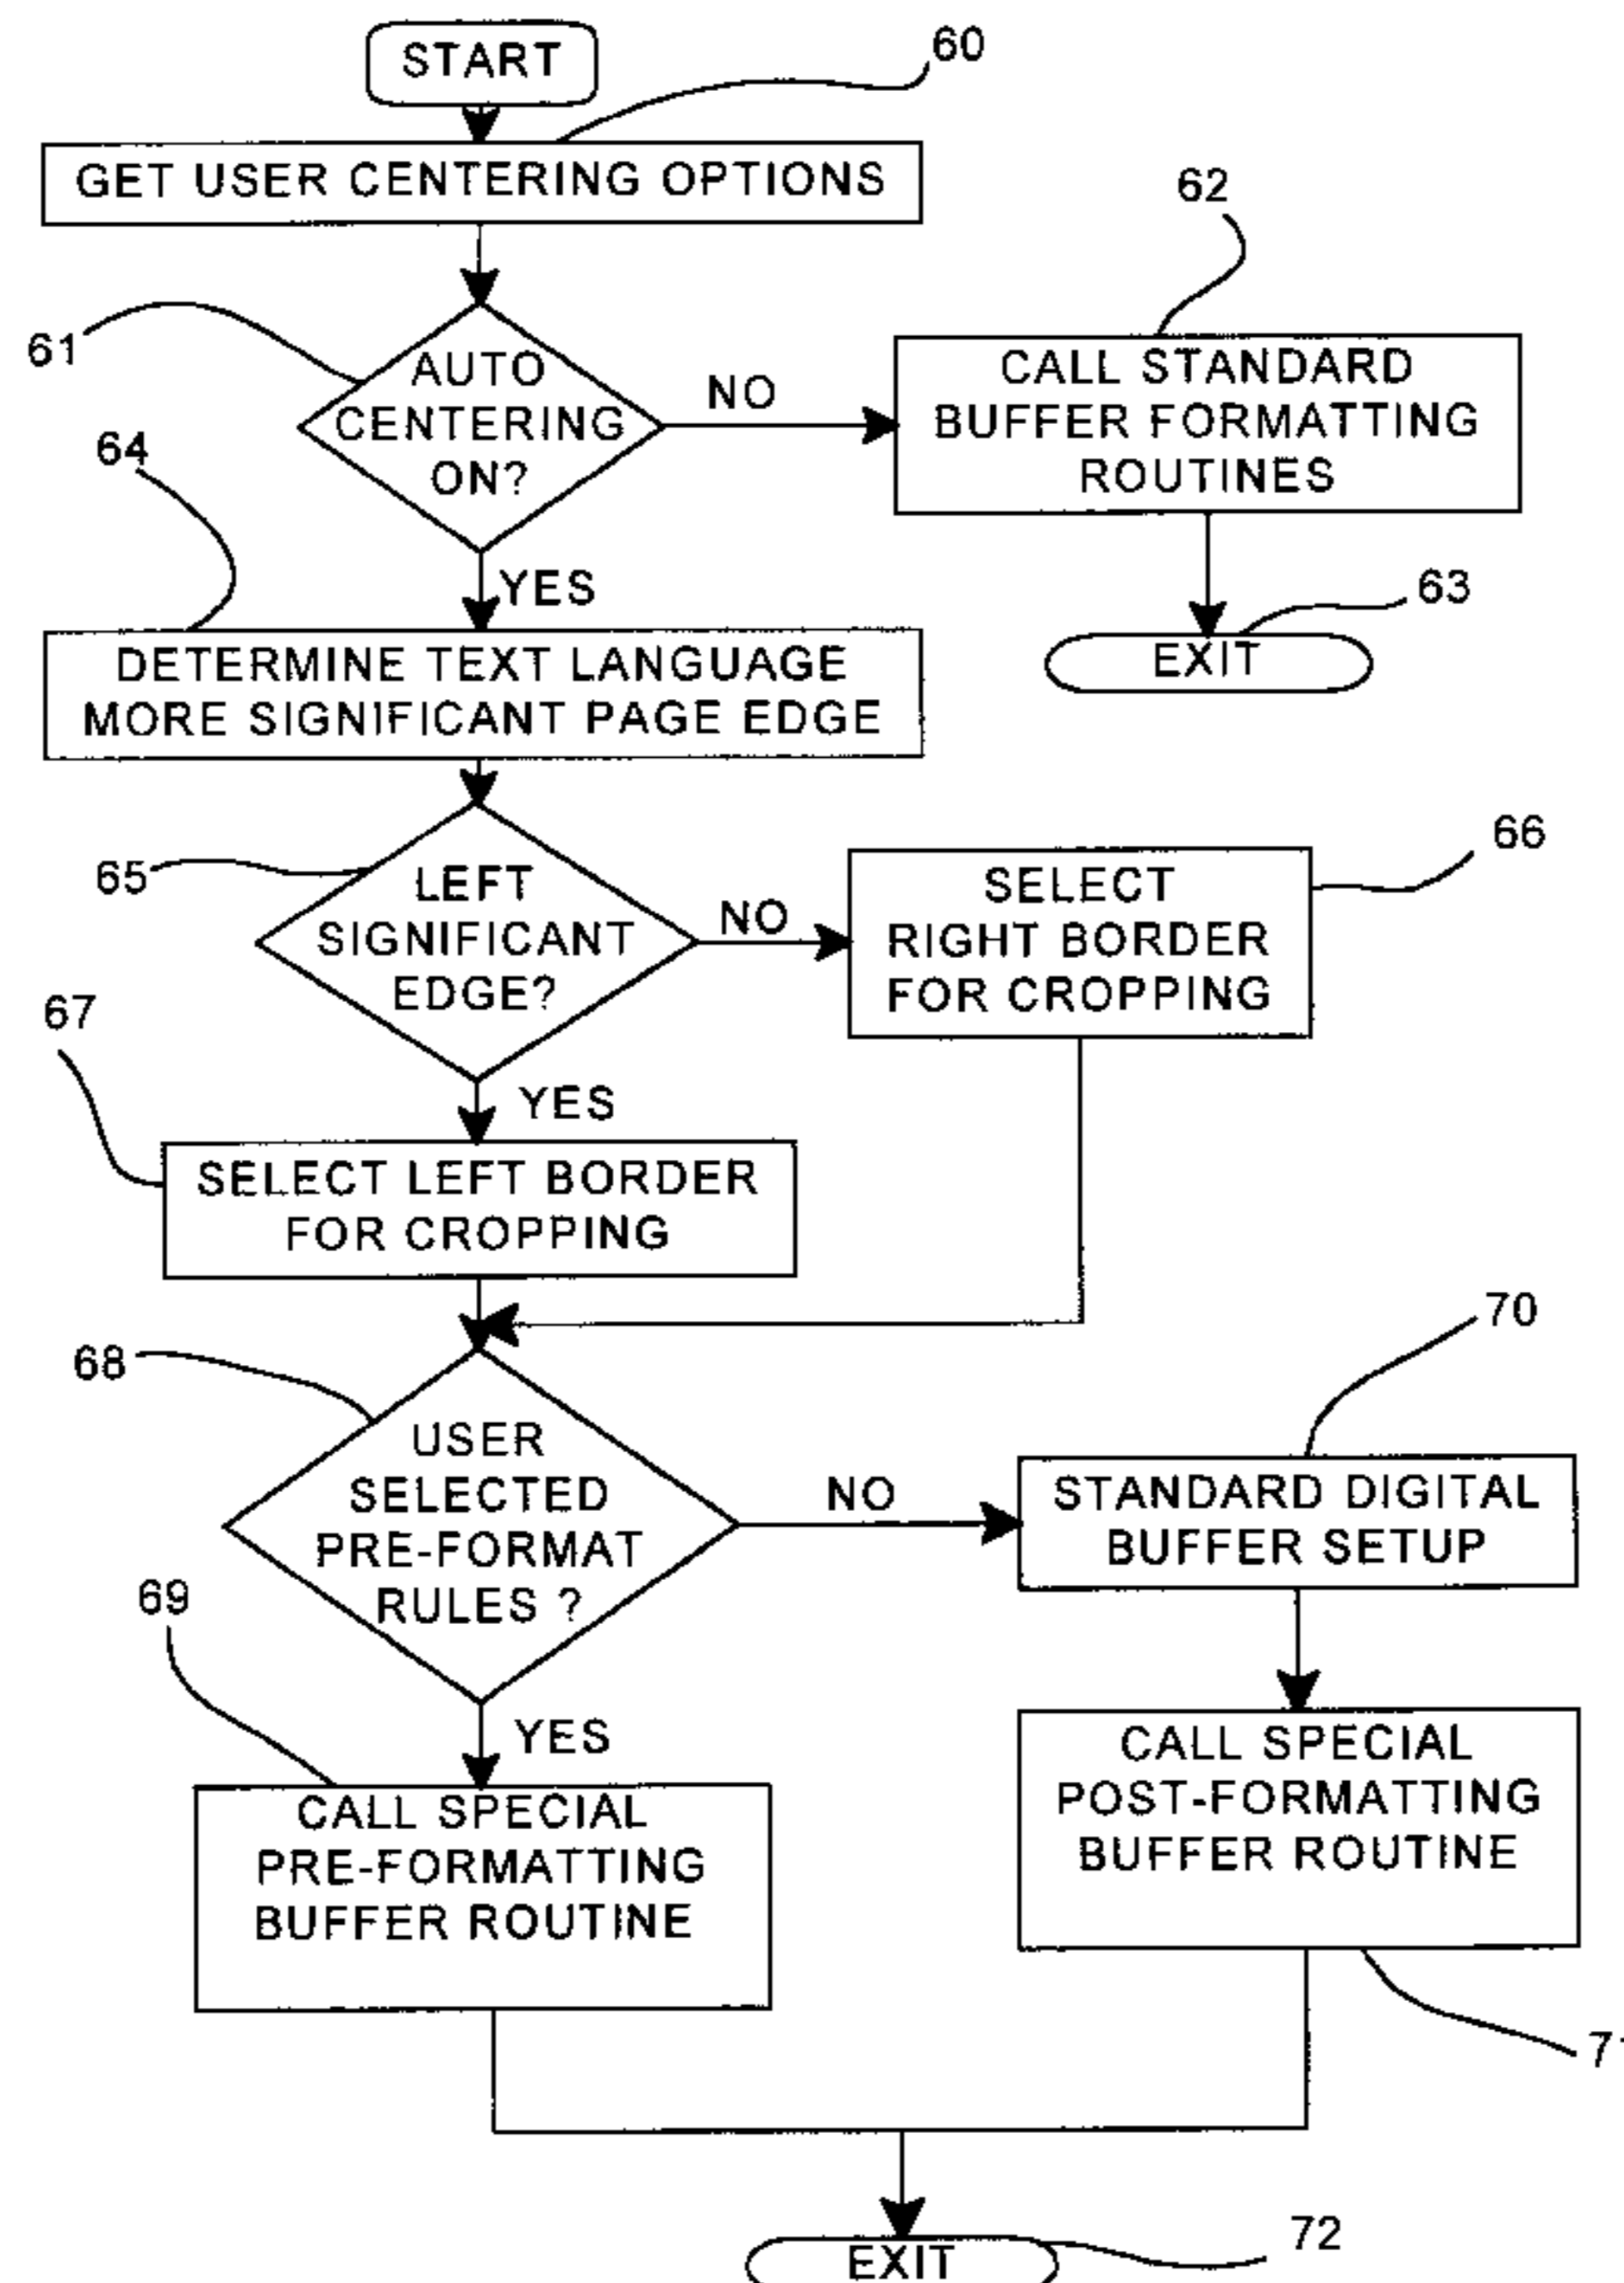 START
60
GET USER CENTERING OPTIONS
62
61
AUTO
CENTERING
ON?
NO
CALL STANDARD
BUFFER FORMATTING
ROUTINES
64
YES
63
EXIT
DETERMINE TEXT LANGUAGE
MORE SIGNIFICANT PAGE EDGE
65
LEFT
SIGNIFICANT
EDGE?
NO
66
SELECT
RIGHT BORDER
FOR CROPPING
67
YES
SELECT LEFT BORDER
FOR CROPPING
68
USER
SELECTED
PRE-FORMAT
RULES ?
NO
70
STANDARD DIGITAL
BUFFER SETUP
69
YES
CALL SPECIAL
PRE-FORMATTING
BUFFER ROUTINE
CALL SPECIAL
POST-FORMATTING
BUFFER ROUTINE
71
72
EXIT